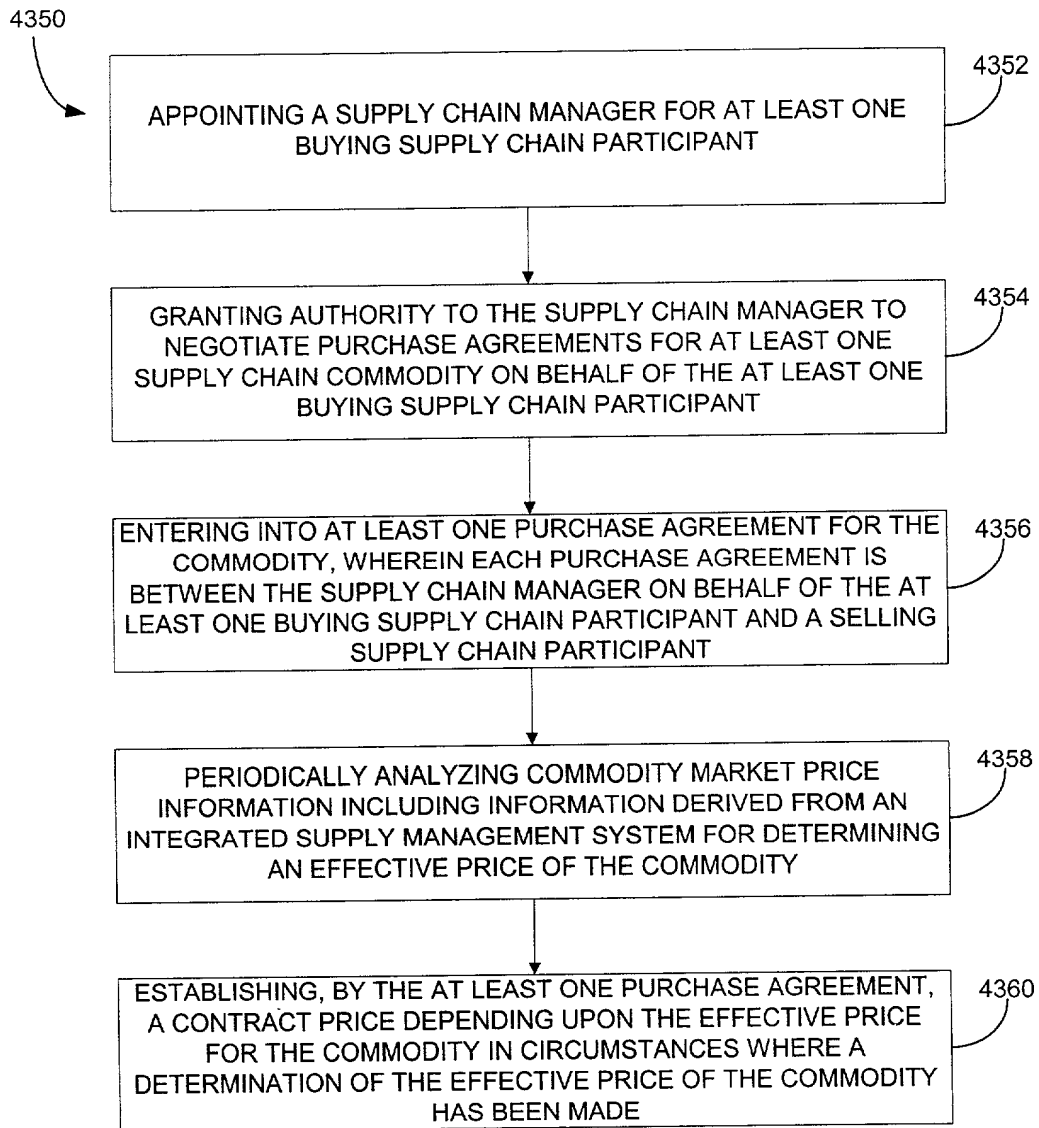 4350
4352
APPOINTING A SUPPLY CHAIN MANAGER FOR AT LEAST ONE
BUYING SUPPLY CHAIN PARTICIPANT
4354
GRANTING AUTHORITY TO THE SUPPLY CHAIN MANAGER TO
NEGOTIATE PURCHASE AGREEMENTS FOR AT LEAST ONE
SUPPLY CHAIN COMMODITY ON BEHALF OF THE AT LEAST ONE
BUYING SUPPLY CHAIN PARTICIPANT
4356
ENTERING INTO AT LEAST ONE PURCHASE AGREEMENT FOR THE
COMMODITY, WHEREIN EACH PURCHASE AGREEMENT IS
BETWEEN THE SUPPLY CHAIN MANAGER ON BEHALF OF THE AT
LEAST ONE BUYING SUPPLY CHAIN PARTICIPANT AND A SELLING
SUPPLY CHAIN PARTICIPANT
4358
PERIODICALLY ANALYZING COMMODITY MARKET PRICE
INFORMATION INCLUDING INFORMATION DERIVED FROM AN
INTEGRATED SUPPLY MANAGEMENT SYSTEM FOR DETERMINING
AN EFFECTIVE PRICE OF THE COMMODITY
4360
ESTABLISHING, BY THE AT LEAST ONE PURCHASE AGREEMENT,
A CONTRACT PRICE DEPENDING UPON THE EFFECTIVE PRICE
FOR THE COMMODITY IN CIRCUMSTANCES WHERE A
DETERMINATION OF THE EFFECTIVE PRICE OF THE COMMODITY
HAS BEEN MADE